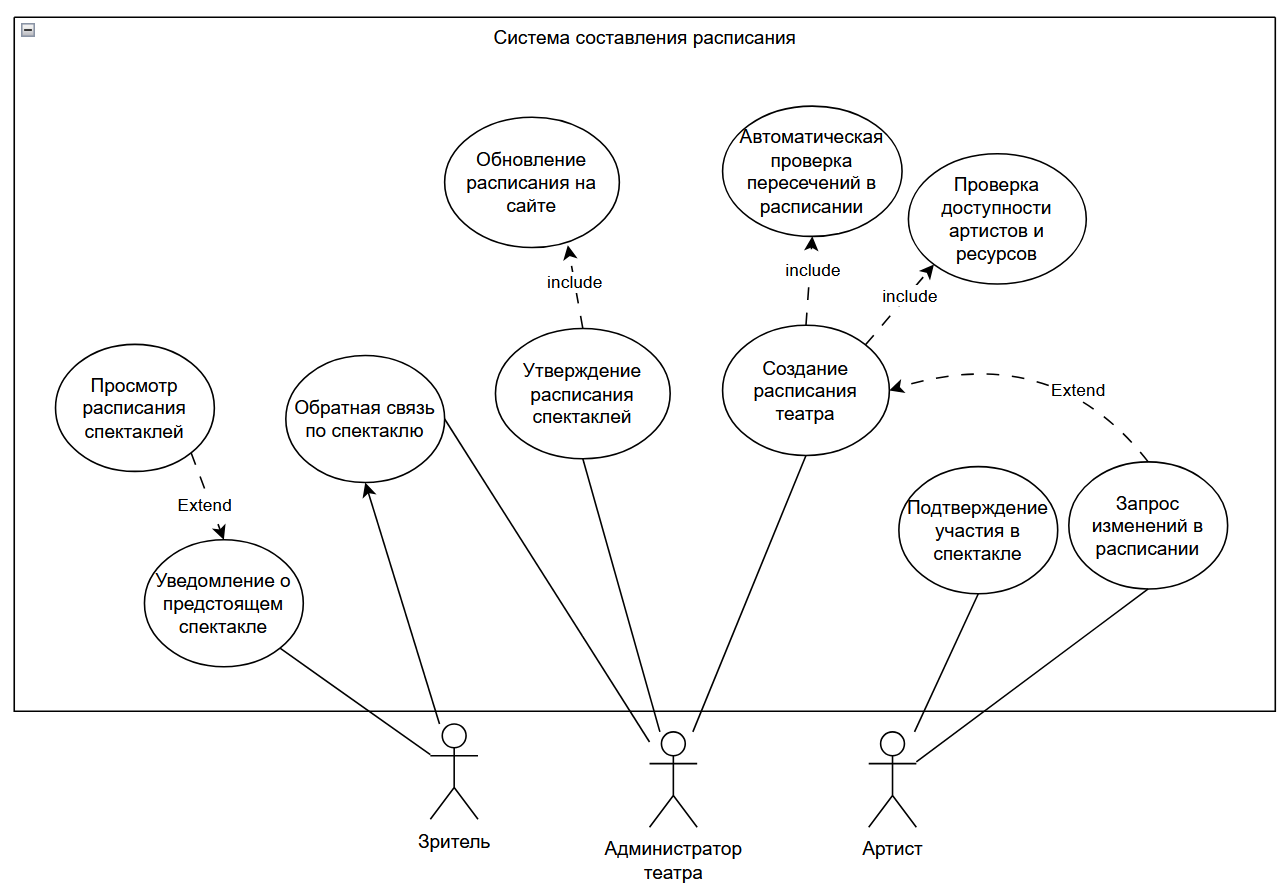 Система составления расписания
Автоматическая
проверка
пересечений в
расписании
Обновление
расписания на
сайте
Проверка
доступности
артистов и
ресурсов
include
include
include
Просмотр
расписания
спектаклей
Обратная связь
по спектаклю
Утверждение
расписания
спектаклей
Создание
расписания
театра
Extend
Extend
Подтверждение
участия в
спектакле
Запрос
изменений в
расписании
Уведомление о
предстоящем
спектакле
Зритель
Администратор
театра
Артист